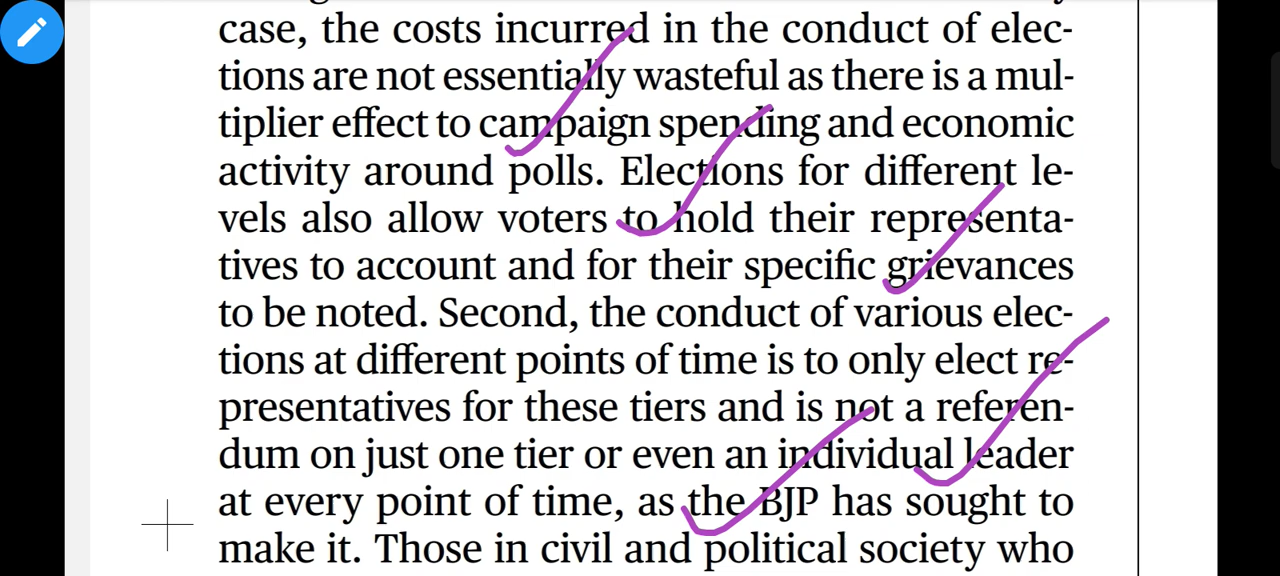 case, the costs incurred in the conduct of elec-
tions are not essentially wasteful as there is a mul-
tiplier effect to campaign spending and economic
activity around polls. Elections for different le-
vels also allow voters to hold their representa-
tives to account and for their specific grievances
to be noted. Second, the conduct of various elec-
tions at different points of time is to only elect re-
presentatives for these tiers and is not a referen-
dum on just one tier or even an individual leader
at every point of time, as the BJP has sought to
make it. Those in civil and political society who